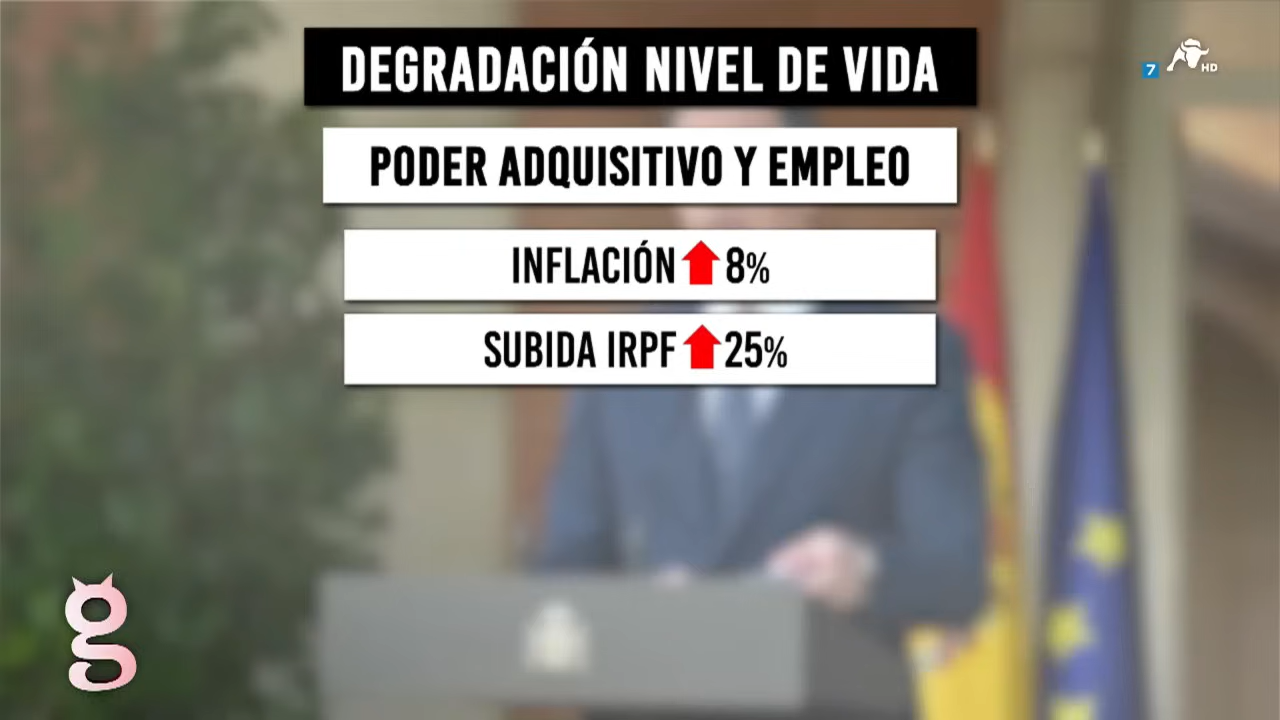 DEGRADACIÓN NIVEL DE VIDA
7
HD
PODER ADQUISITIVO Y EMPLEO
INFLACIÓN 8%
SUBIDA IRPF 25%
g